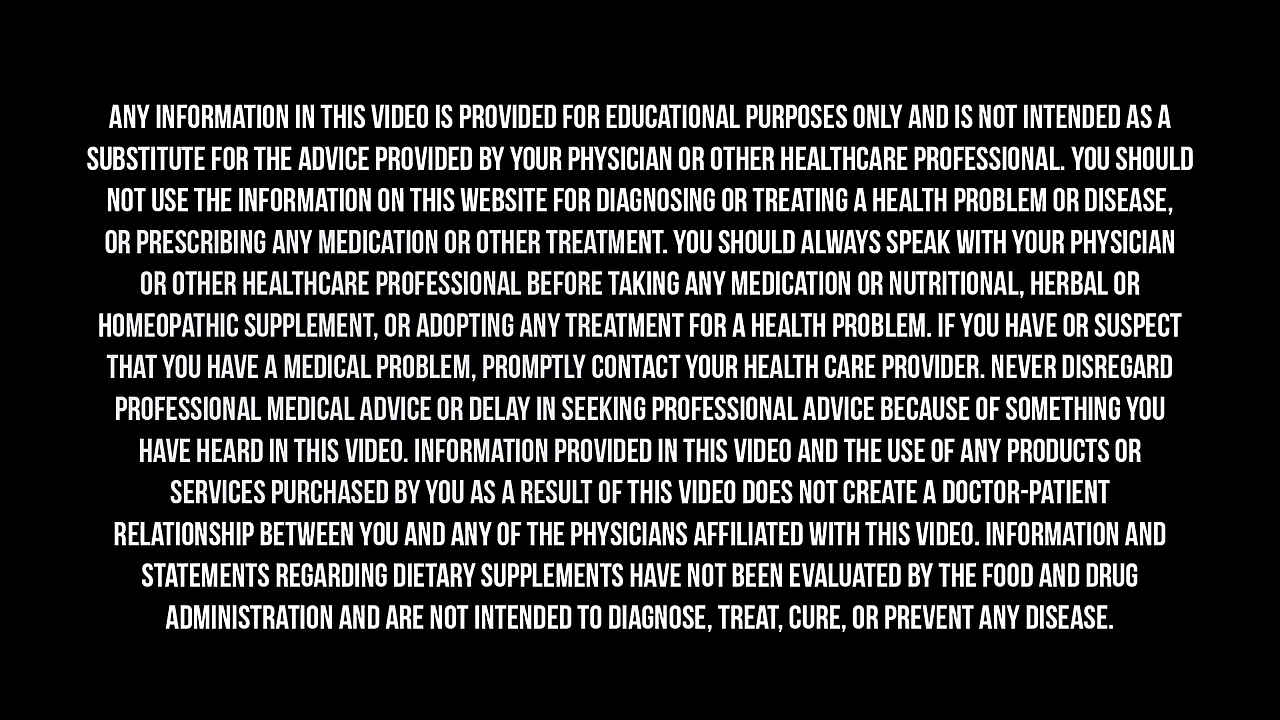 ANY INFORMATION IN THIS VIDEO IS PROVIDED FOR EDUCATIONAL PURPOSES ONLY AND IS NOT INTENDED AS A
SUBSTITUTE FOR THE ADVICE PROVIDED BY YOUR PHYSICIAN OR OTHER HEALTHCARE PROFESSIONAL. YOU SHOULD
NOT USE THE INFORMATION ON THIS WEBSITE FOR DIAGNOSING OR TREATING A HEALTH PROBLEM OR DISEASE,
OR PRESCRIBING ANY MEDICATION OR OTHER TREATMENT. YOU SHOULD ALWAYS SPEAK WITH YOUR PHYSICIAN
OR OTHER HEALTHCARE PROFESSIONAL BEFORE TAKING ANY MEDICATION OR NUTRITIONAL, HERBAL OR
HOMEOPATHIC SUPPLEMENT, OR ADOPTING ANY TREATMENT FOR A HEALTH PROBLEM. IF YOU HAVE OR SUSPECT
THAT YOU HAVE A MEDICAL PROBLEM, PROMPTLY CONTACT YOUR HEALTH CARE PROVIDER. NEVER DISREGARD
PROFESSIONAL MEDICAL ADVICE OR DELAY IN SEEKING PROFESSIONAL ADVICE BECAUSE OF SOMETHING YOU
HAVE HEARD IN THIS VIDEO. INFORMATION PROVIDED IN THIS VIDEO AND THE USE OF ANY PRODUCTS OR
SERVICES PURCHASED BY YOU AS A RESULT OF THIS VIDEO DOES NOT CREATE A DOCTOR-PATIENT
RELATIONSHIP BETWEEN YOU AND ANY OF THE PHYSICIANS AFFILIATED WITH THIS VIDEO. INFORMATION AND
STATEMENTS REGARDING DIETARY SUPPLEMENTS HAVE NOT BEEN EVALUATED BY THE FOOD AND DRUG
ADMINISTRATION AND ARE NOT INTENDED TO DIAGNOSE, TREAT, CURE, OR PREVENT ANY DISEASE.